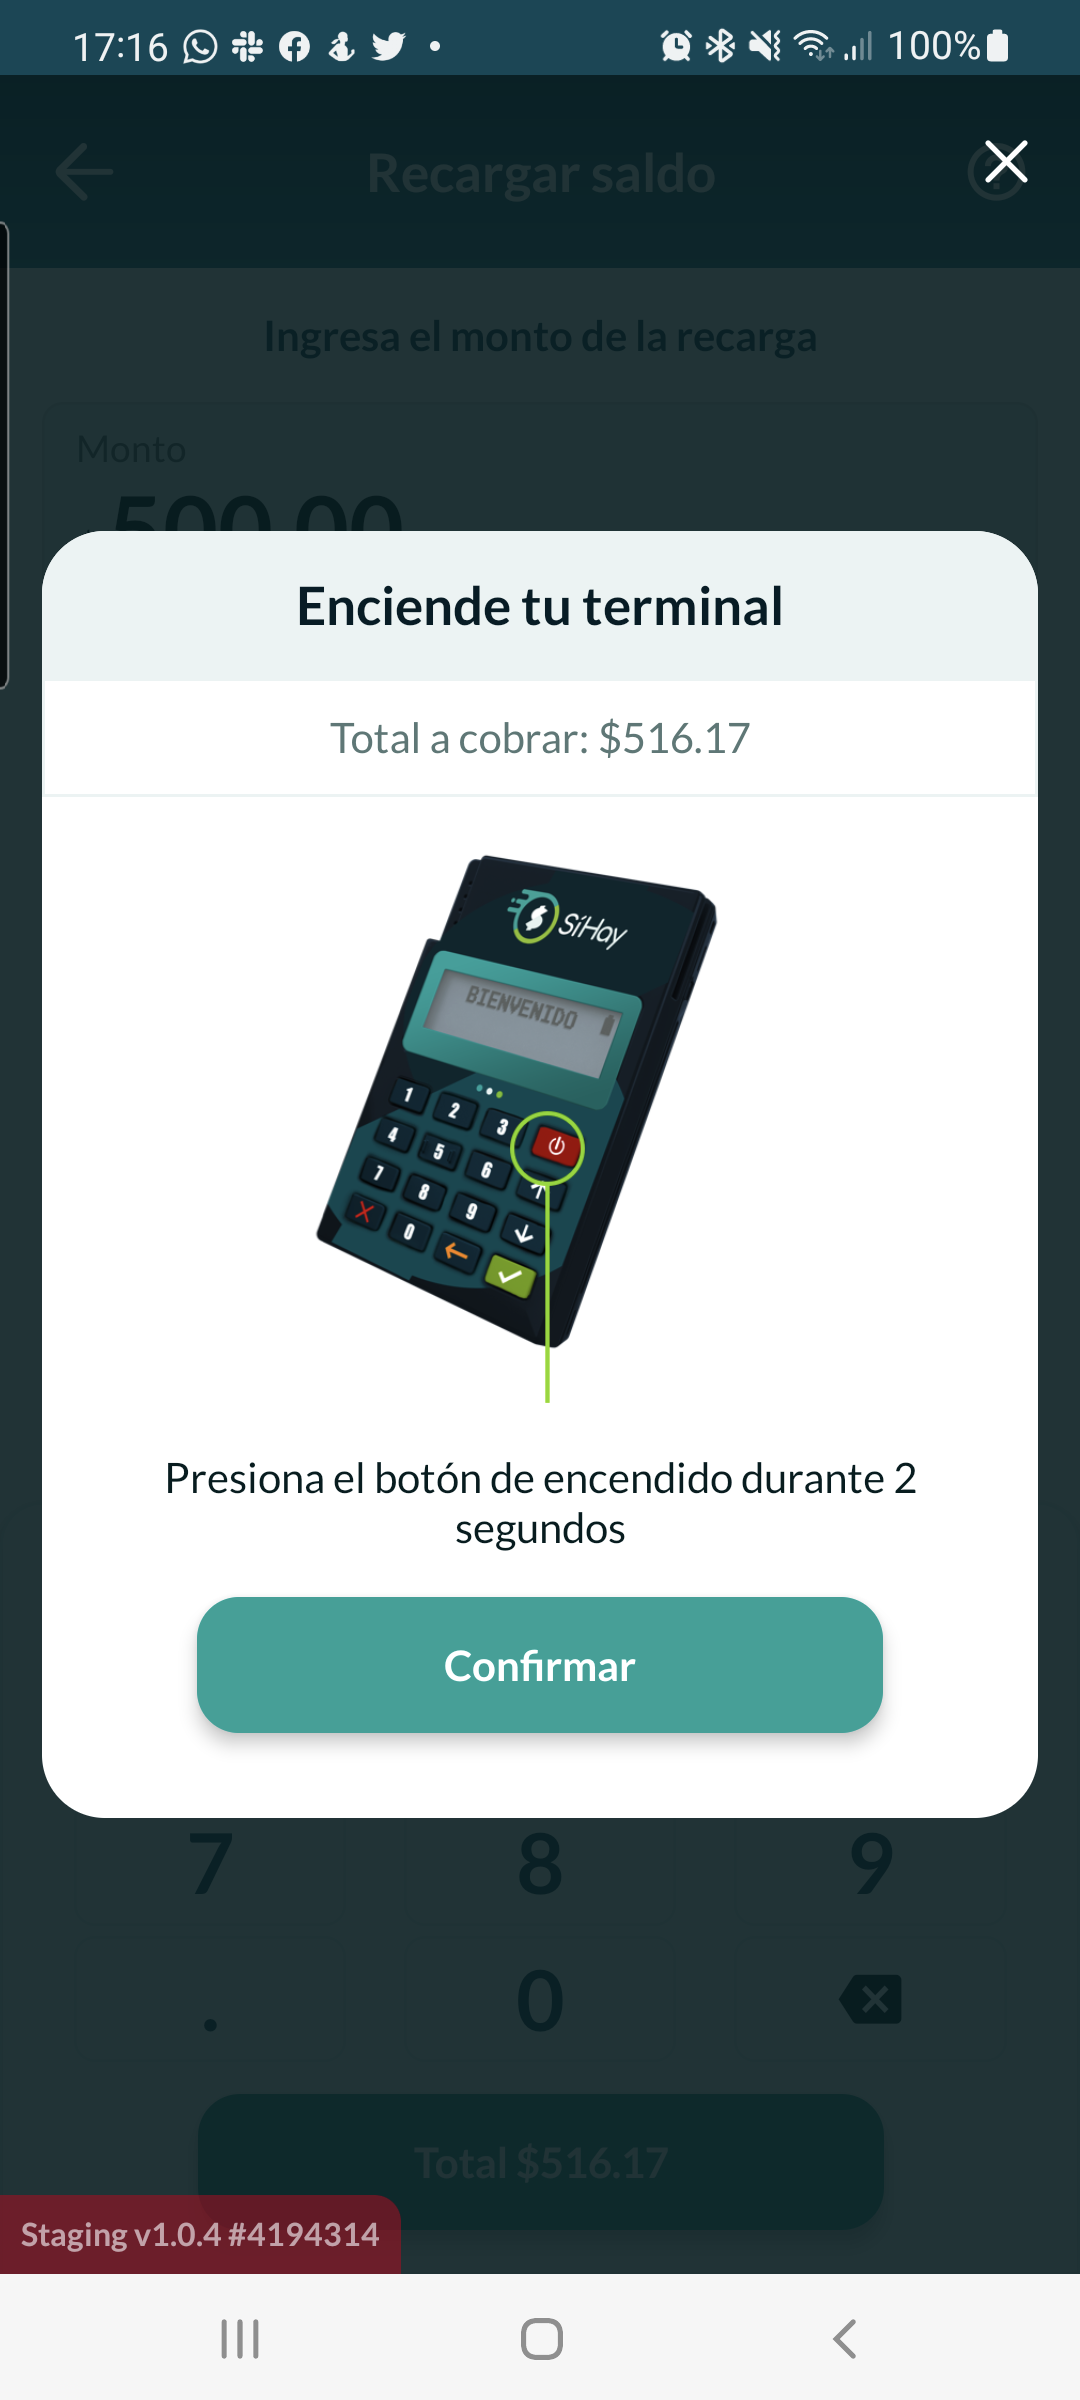 17:16
100%
Recargar saldo
Ingresa el monto de la recarga
Monto
500.00
Enciende tu terminal
Total a cobrar: $516.17
SíHay
BIENVENIDO
1 2 3
4 5 6
7 8 9
0
Presiona el botón de encendido durante 2
segundos
Confirmar
7 8 9
. 0
Total $516.17
Staging v1.0.4 #4194314